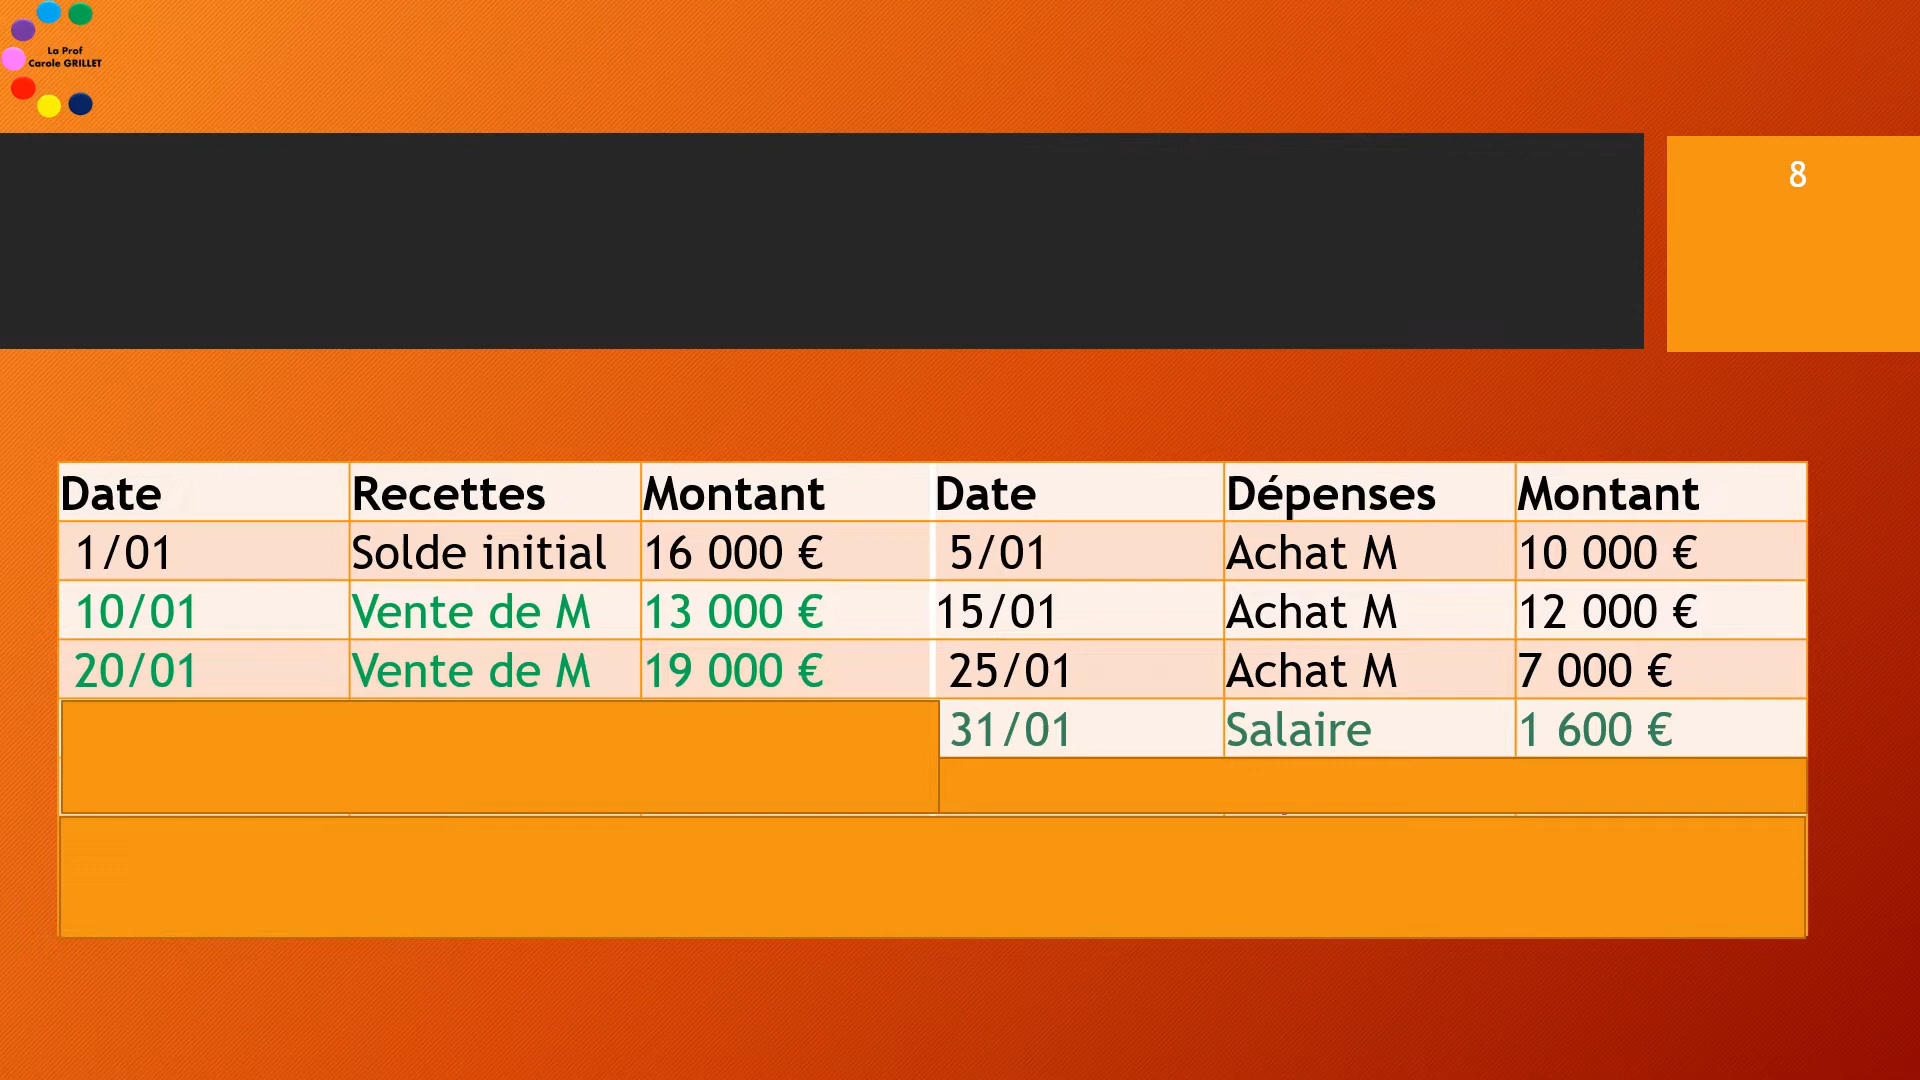 La Prof
Carole GRILLET
8
Date Recettes Montant Date Dépenses Montant
1/01 Solde initial 16 000 € 5/01 Achat M 10 000 €
10/01 Vente de M 13 000 € 15/01 Achat M 12 000 €
20/01 Vente de M 19 000 € 25/01 Achat M 7 000 €
31/01 Salaire 1 600 €